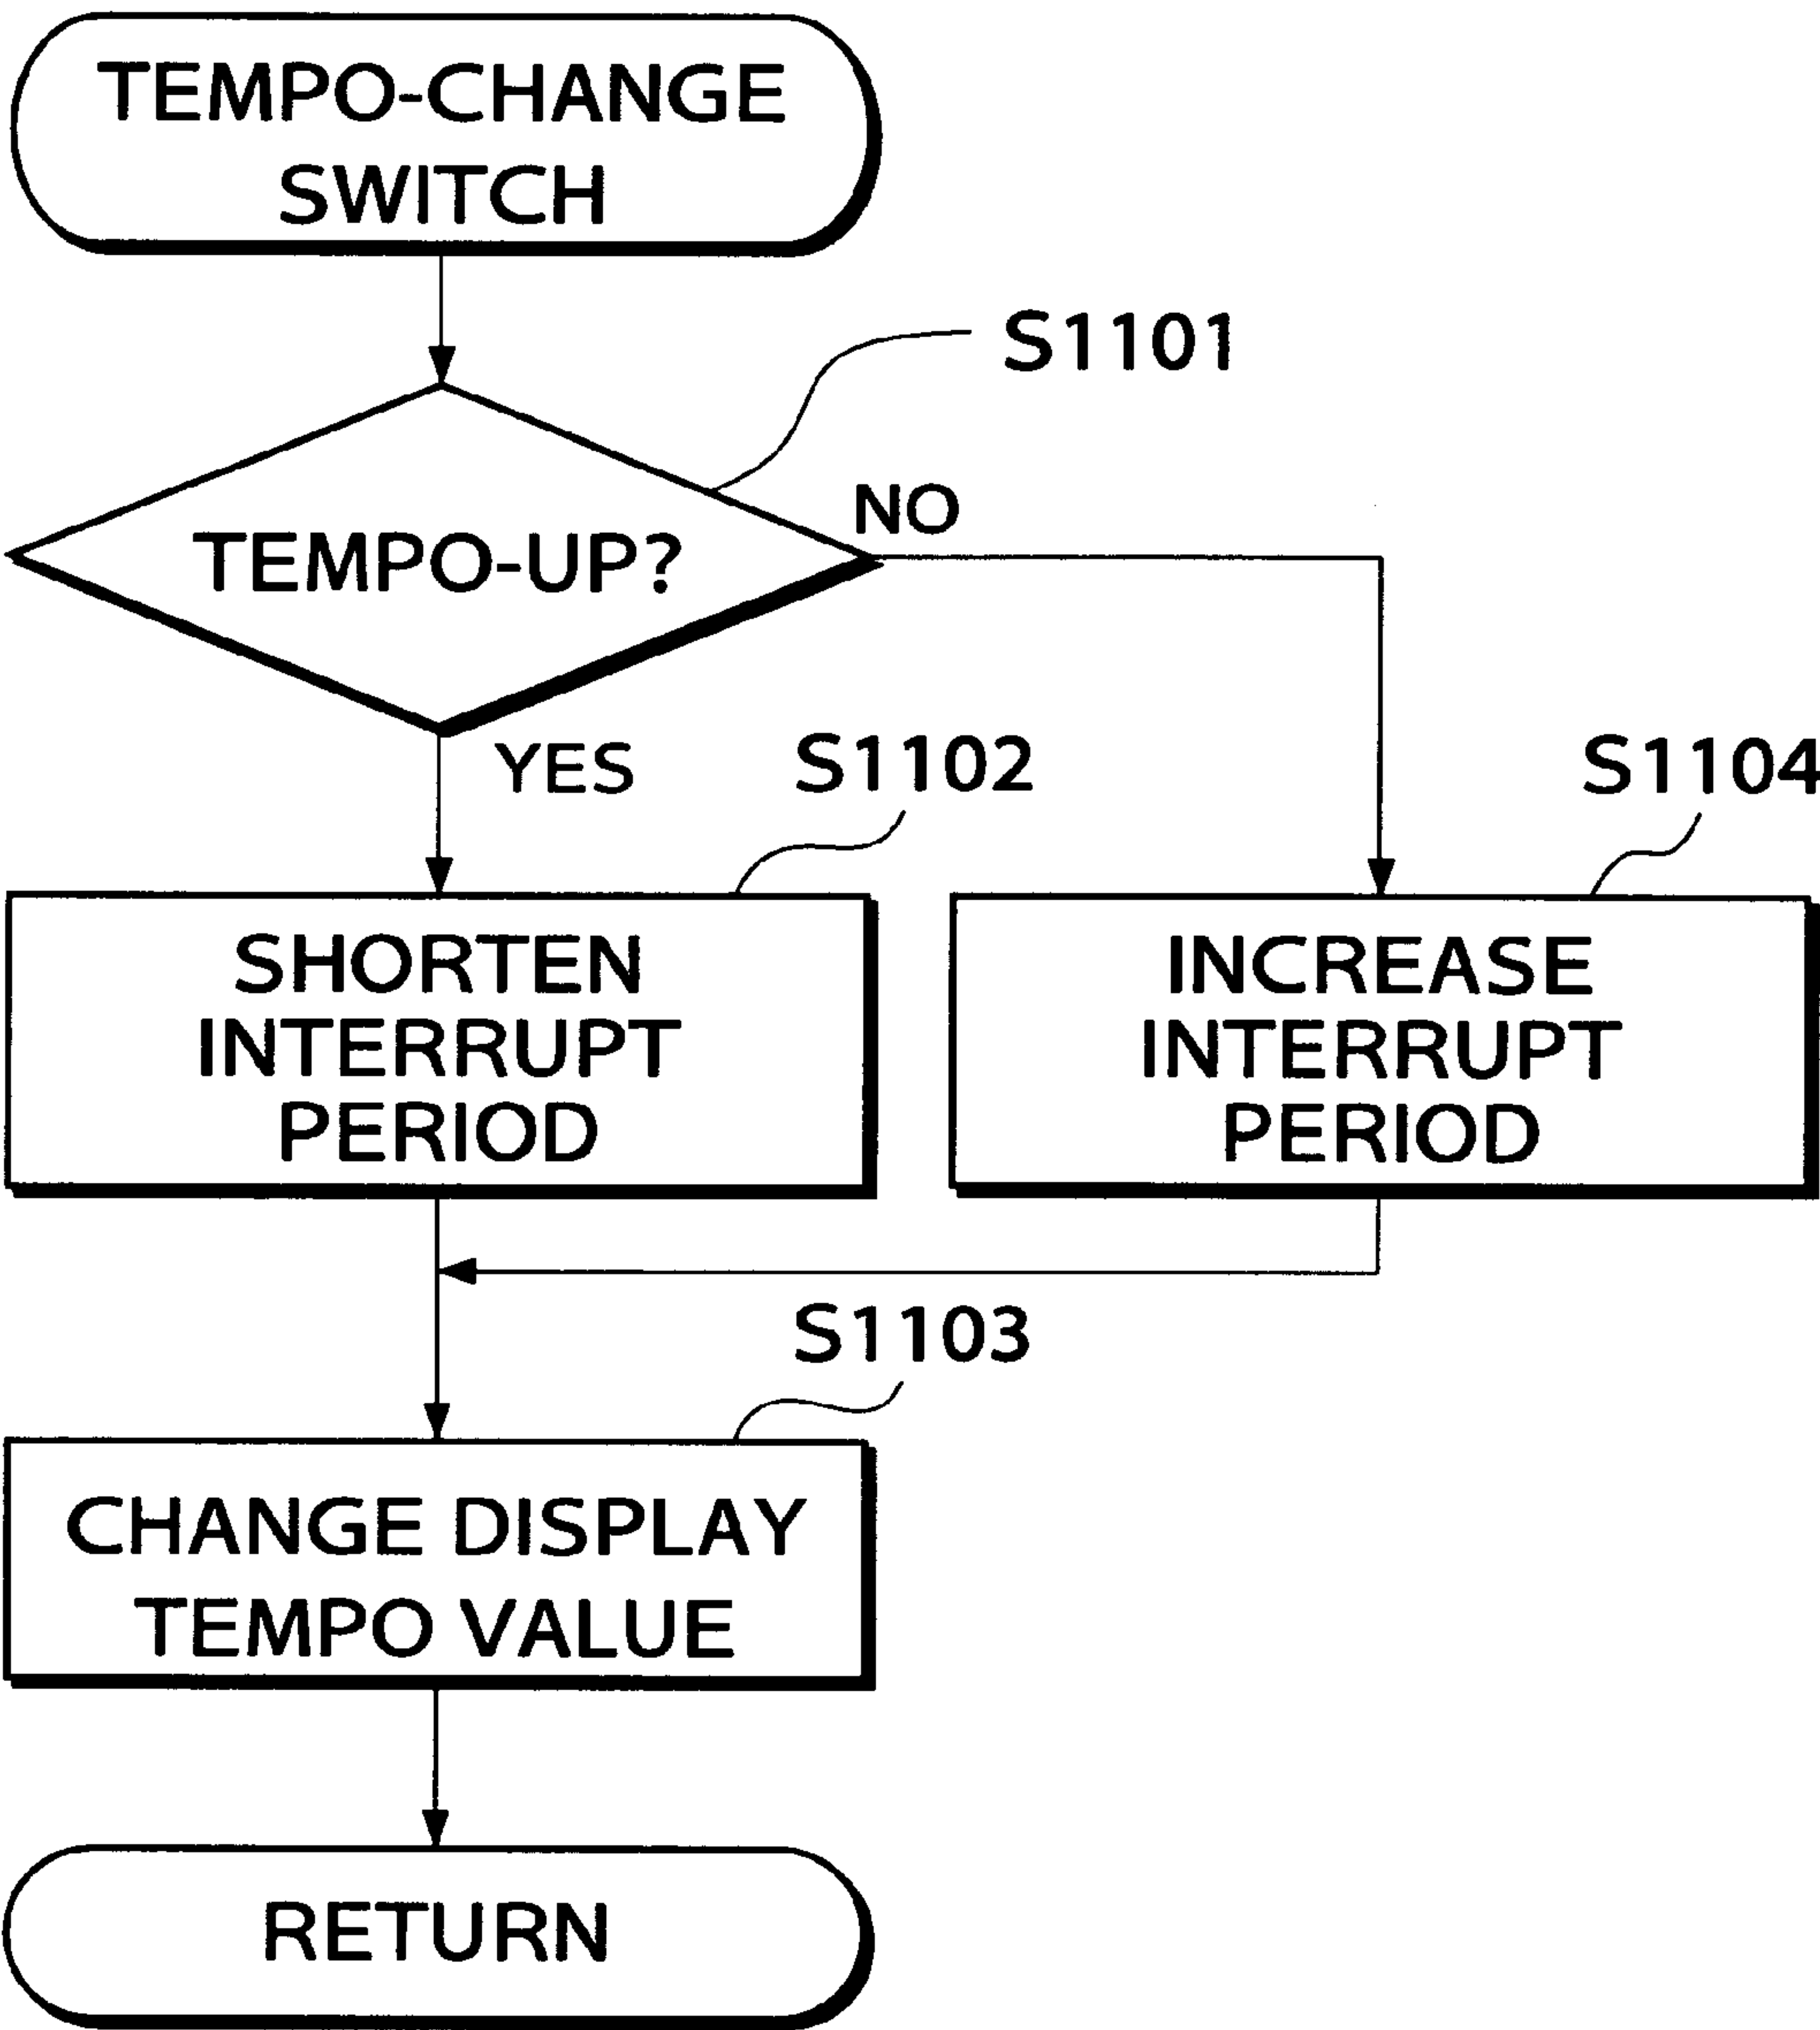 TEMPO-CHANGE
SWITCH
S1101
NO
TEMPO-UP?
YES
S1102
S1104
SHORTEN
INTERRUPT
PERIOD
INCREASE
INTERRUPT
PERIOD
S1103
CHANGE DISPLAY
TEMPO VALUE
RETURN